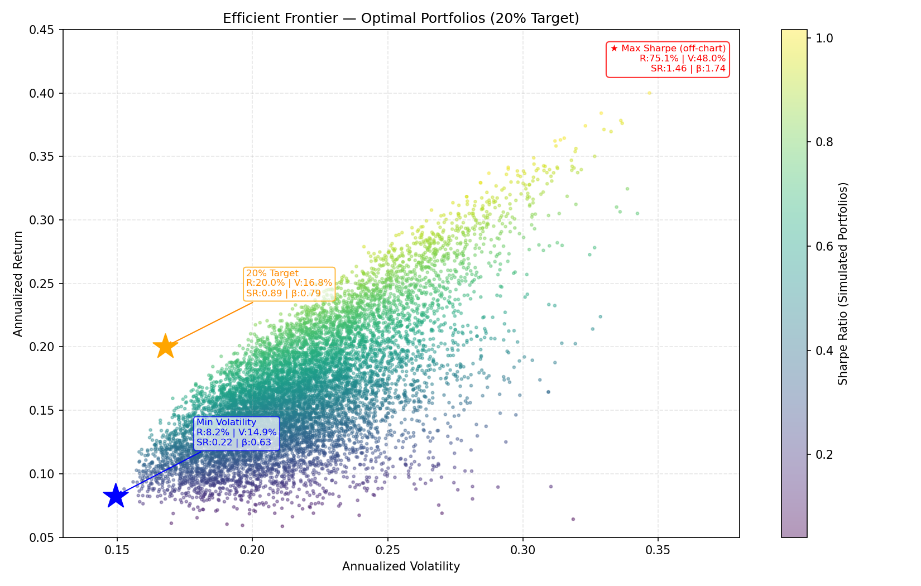 Efficient Frontier — Optimal Portfolios (20% Target)
Annualized Return
0.45
0.40
0.35
0.30
0.25
0.20
0.15
0.10
0.05
★ Max Sharpe (off-chart)
R:75.1% | V:48.0%
SR:1.46 | β:1.74
20% Target
R:20.0% | V:16.8%
SR:0.89 | β:0.79
Min Volatility
R:8.2% | V:14.9%
SR:0.22 | β:0.63
0.15 0.20 0.25 0.30 0.35
Annualized Volatility
1.0
0.8
0.6
0.4
0.2
Sharpe Ratio (Simulated Portfolios)